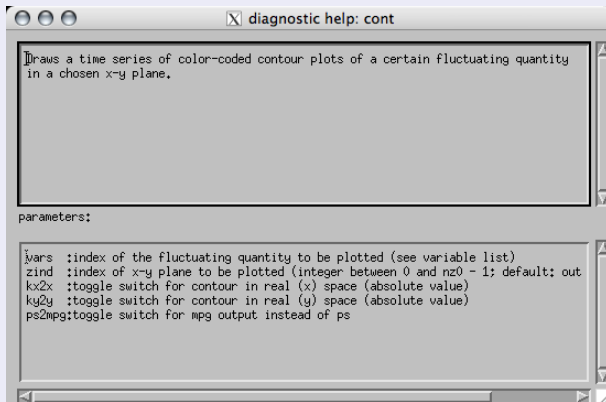 X diagnostic help: cont
Draws a time series of color-coded contour plots of a certain fluctuating quantity
in a chosen x-y plane.
parameters:
vars :index of the fluctuating quantity to be plotted (see variable list)
zind :index of x-y plane to be plotted (integer between 0 and nz0 - 1; default: out
kx2x :toggle switch for contour in real (x) space (absolute value)
ky2y :toggle switch for contour in real (y) space (absolute value)
ps2mpg:toggle switch for mpg output instead of ps